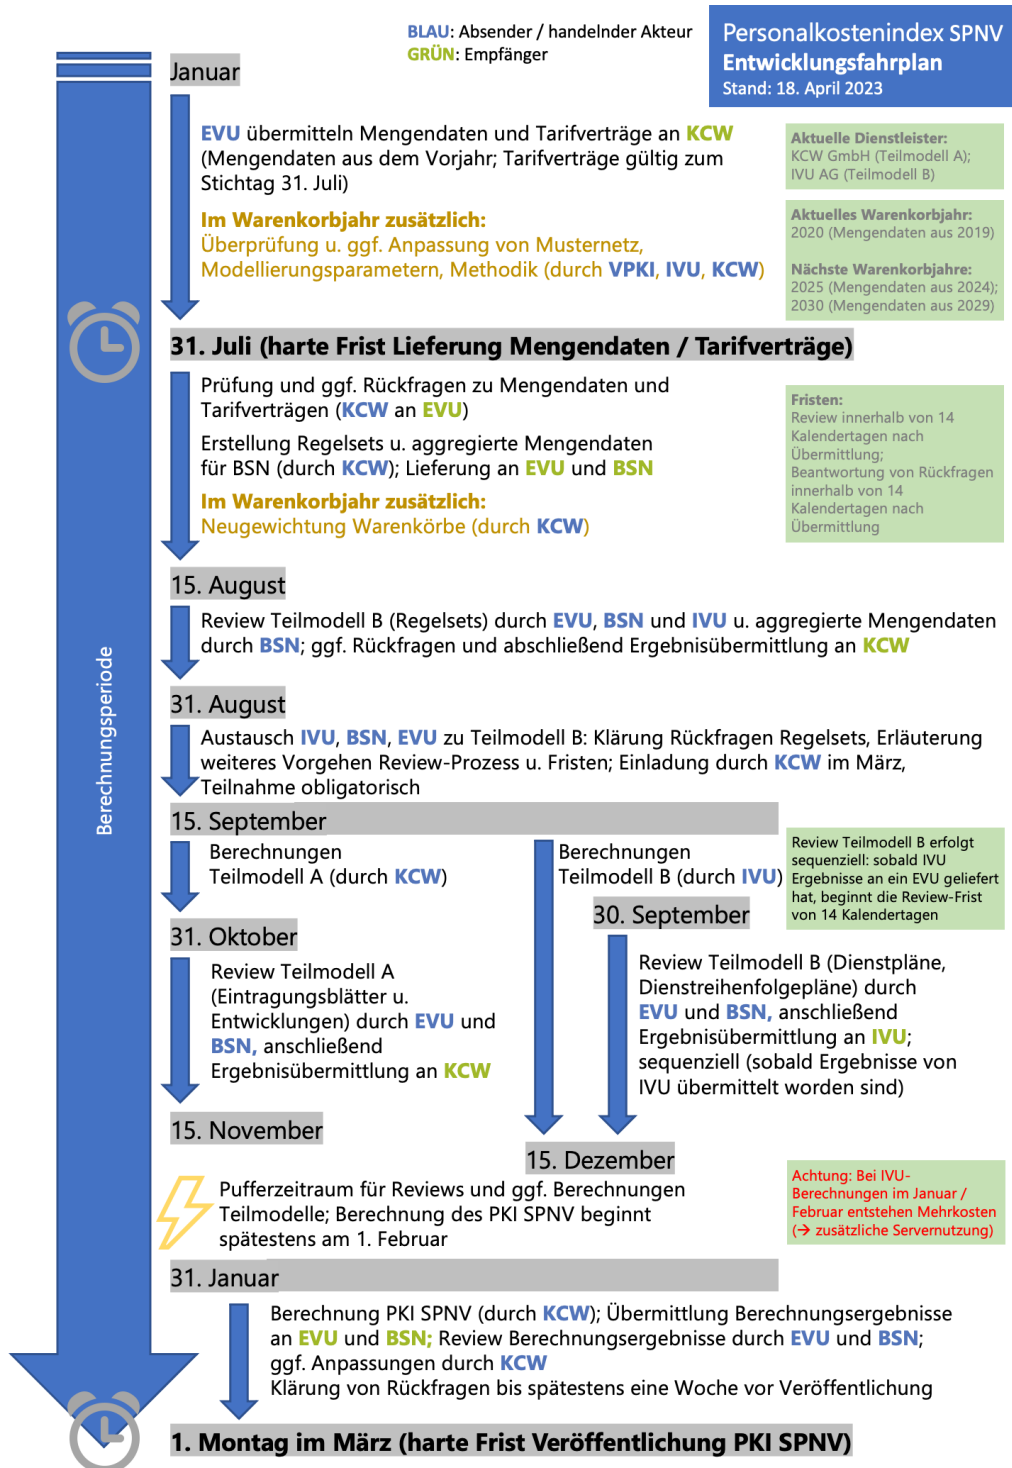 BLAU: Absender / handelnder Akteur
GRÜN: Empfänger
Personalkostenindex SPNV
Entwicklungsfahrplan
Stand: 18. April 2023
Januar
EVU übermitteln Mengendaten und Tarifverträge an KCW
(Mengendaten aus dem Vorjahr; Tarifverträge gültig zum
Stichtag 31. Juli)
Aktuelle Dienstleister:
KCW GmbH (Teilmodell A);
IVU AG (Teilmodell B)
Im Warenkorbjahr zusätzlich:
Überprüfung u. ggf. Anpassung von Musternetz,
Modellierungsparametern, Methodik (durch VPKI, IVU, KCW)
Aktuelles Warenkorbjahr:
2020 (Mengendaten aus 2019)
Nächste Warenkorbjahre:
2025 (Mengendaten aus 2024);
2030 (Mengendaten aus 2029)
31. Juli (harte Frist Lieferung Mengendaten / Tarifverträge)
Prüfung und ggf. Rückfragen zu Mengendaten und
Tarifverträgen (KCW an EVU)
Erstellung Regelsets u. aggregierte Mengendaten
für BSN (durch KCW); Lieferung an EVU und BSN
Im Warenkorbjahr zusätzlich:
Neugewichtung Warenkörbe (durch KCW)
Fristen:
Review innerhalb von 14
Kalendertagen nach
Übermittlung;
Beantwortung von Rückfragen
innerhalb von 14
Kalendertagen nach
Übermittlung
15. August
Review Teilmodell B (Regelsets) durch EVU, BSN und IVU u. aggregierte Mengendaten
durch BSN; ggf. Rückfragen und abschließend Ergebnisübermittlung an KCW
31. August
Austausch IVU, BSN, EVU zu Teilmodell B: Klärung Rückfragen Regelsets, Erläuterung
weiteres Vorgehen Review-Prozess u. Fristen; Einladung durch KCW im März,
Teilnahme obligatorisch
Berechnungsperiode
15. September
Berechnungen
Teilmodell A (durch KCW)
Berechnungen
Teilmodell B (durch IVU)
Review Teilmodell B erfolgt
sequenziell: sobald IVU
Ergebnisse an ein EVU geliefert
hat, beginnt die Review-Frist
von 14 Kalendertagen
30. September
31. Oktober
Review Teilmodell A
(Eintragungsblätter u.
Entwicklungen) durch EVU und
BSN, anschließend
Ergebnisübermittlung an KCW
Review Teilmodell B (Dienstpläne,
Dienstreihenfolgepläne) durch
EVU und BSN, anschließend
Ergebnisübermittlung an IVU;
sequenziell (sobald Ergebnisse von
IVU übermittelt worden sind)
15. November
15. Dezember
Pufferzeitraum für Reviews und ggf. Berechnungen
Teilmodelle; Berechnung des PKI SPNV beginnt
spätestens am 1. Februar
Achtung: Bei IVU-
Berechnungen im Januar /
Februar entstehen Mehrkosten
(→ zusätzliche Servernutzung)
31. Januar
Berechnung PKI SPNV (durch KCW); Übermittlung Berechnungsergebnisse
an EVU und BSN; Review Berechnungsergebnisse durch EVU und BSN;
ggf. Anpassungen durch KCW
Klärung von Rückfragen bis spätestens eine Woche vor Veröffentlichung
1. Montag im März (harte Frist Veröffentlichung PKI SPNV)